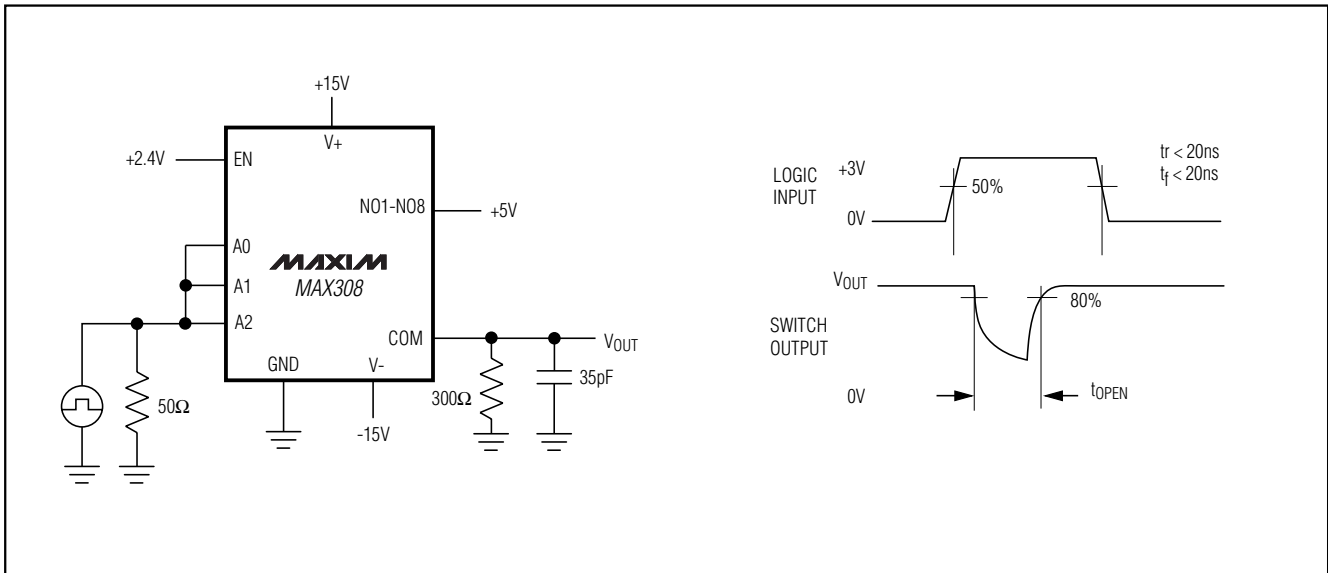 +15V
V+
+2.4V
EN
NO1-NO8
+5V
A0
A1
A2
MAXIM
MAX308
COM
VOUT
GND
V-
50Ω
300Ω
35pF
-15V
LOGIC
INPUT
+3V
50%
0V
tr < 20ns
tf < 20ns
VOUT
80%
SWITCH
OUTPUT
0V
tOPEN